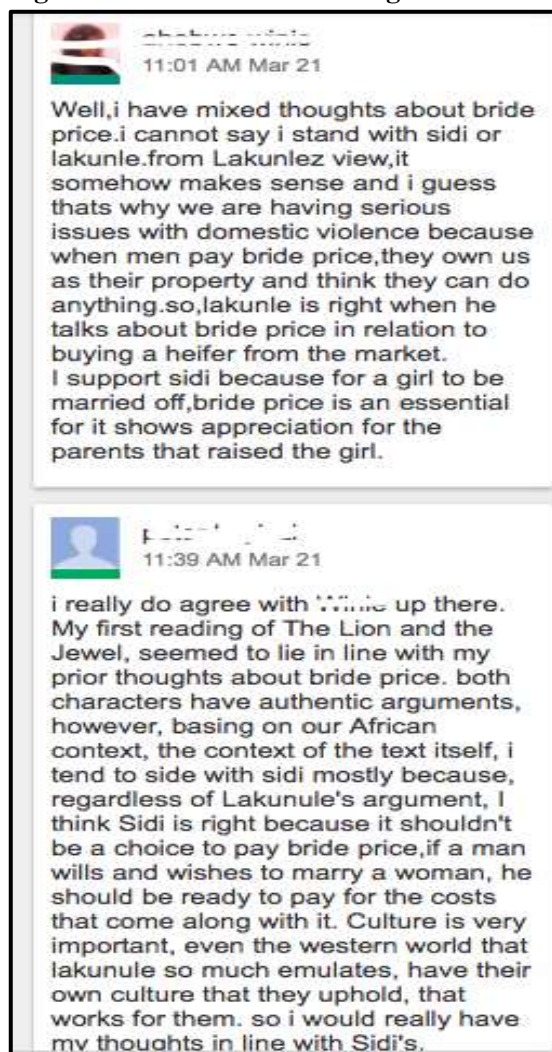 11:01 AM Mar 21
Well,i have mixed thoughts about bride
price.i cannot say i stand with sidi or
lakunle.from Lakunlez view,it
somehow makes sense and i guess
thats why we are having serious
issues with domestic violence because
when men pay bride price,they own us
as their property and think they can do
anything.so,lakunle is right when he
talks about bride price in relation to
buying a heifer from the market.
I support sidi because for a girl to be
married off,bride price is an essential
for it shows appreciation for the
parents that raised the girl.
11:39 AM Mar 21
i really do agree with up there.
My first reading of The Lion and the
Jewel, seemed to lie in line with my
prior thoughts about bride price. both
characters have authentic arguments,
however, basing on our African
context, the context of the text itself, i
tend to side with sidi mostly because,
regardless of Lakunule's argument, I
think Sidi is right because it shouldn't
be a choice to pay bride price,if a man
wills and wishes to marry a woman, he
should be ready to pay for the costs
that come along with it. Culture is very
important, even the western world that
lakunule so much emulates, have their
own culture that they uphold, that
works for them. so i would really have
my thoughts in line with Sidi's.